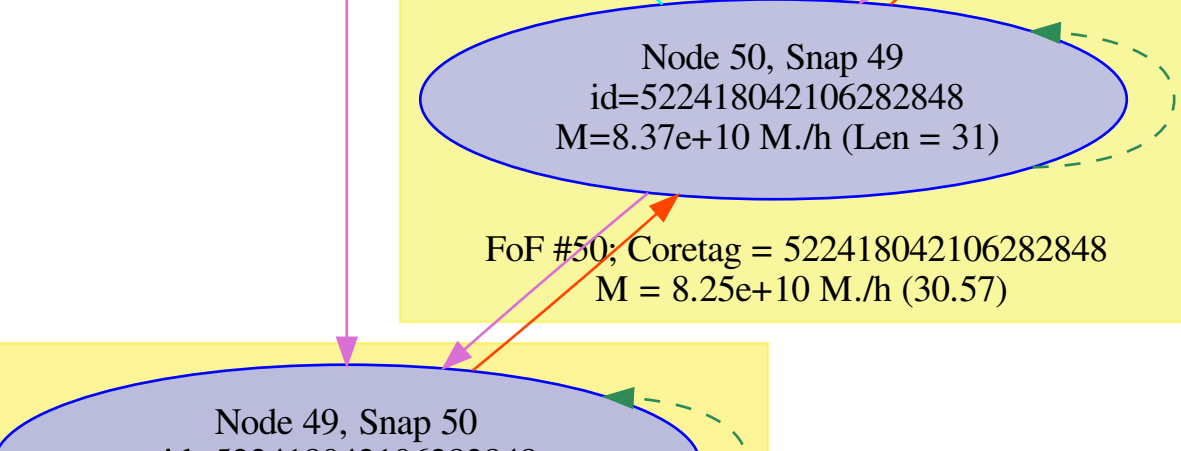 Node 50, Snap 49
id=522418042106282848
M=8.37e+10 M./h (Len = 31)
FoF #50; Coretag = 522418042106282848
M = 8.25e+10 M./h (30.57)
Node 49, Snap 50